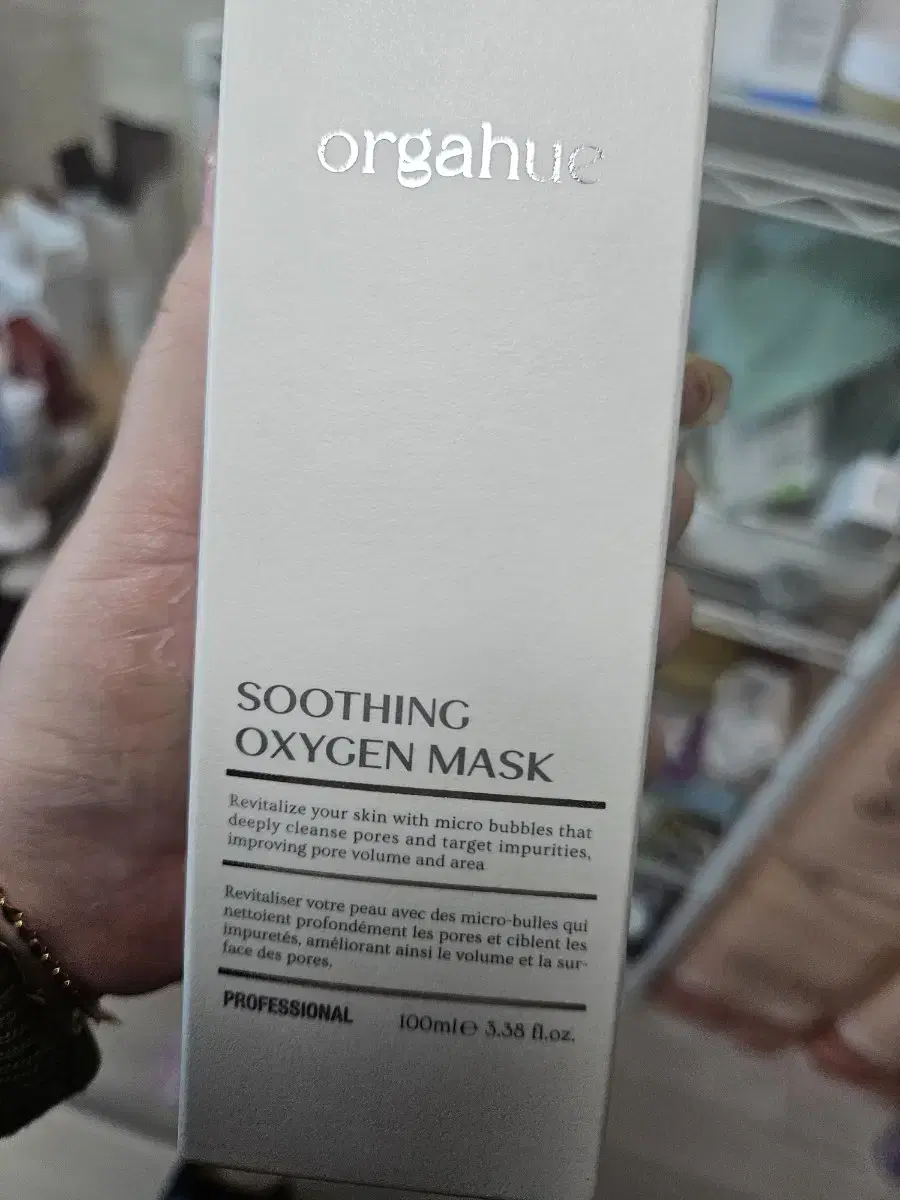 orgahue
SOOTHING
OXYGEN MASK
Revitalize your skin with micro bubbles that
deeply cleanse pores and target impurities,
improving pore volume and area
Revitaliser votre peau avec des micro-bulles qui
nettoient profondément les pores et ciblent les
impuretés, améliorant ainsi le volume et la sur-
face des pores.
PROFESSIONAL 100ml℮ 3.38 fl.oz.